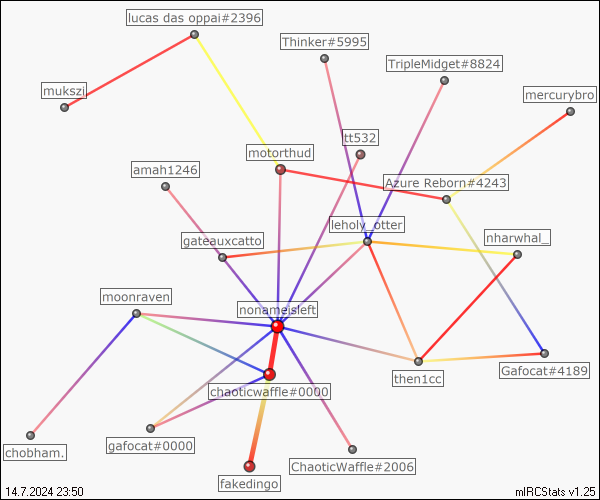 lucas das oppai#2396
Thinker#5995
TripleMidget#8824
mukszi
mercurybro
tt532
motorthud
amah1246
Azure Reborn#4243
leholy_otter
gateauxcatto
nharwhal_
moonraven
nonameisleft
Gafocat#4189
then1cc
chaoticwaffle#0000
gafocat#0000
chobham.
ChaoticWaffle#2006
fakedingo
14.7.2024 23:50
mIRCStats v1.25